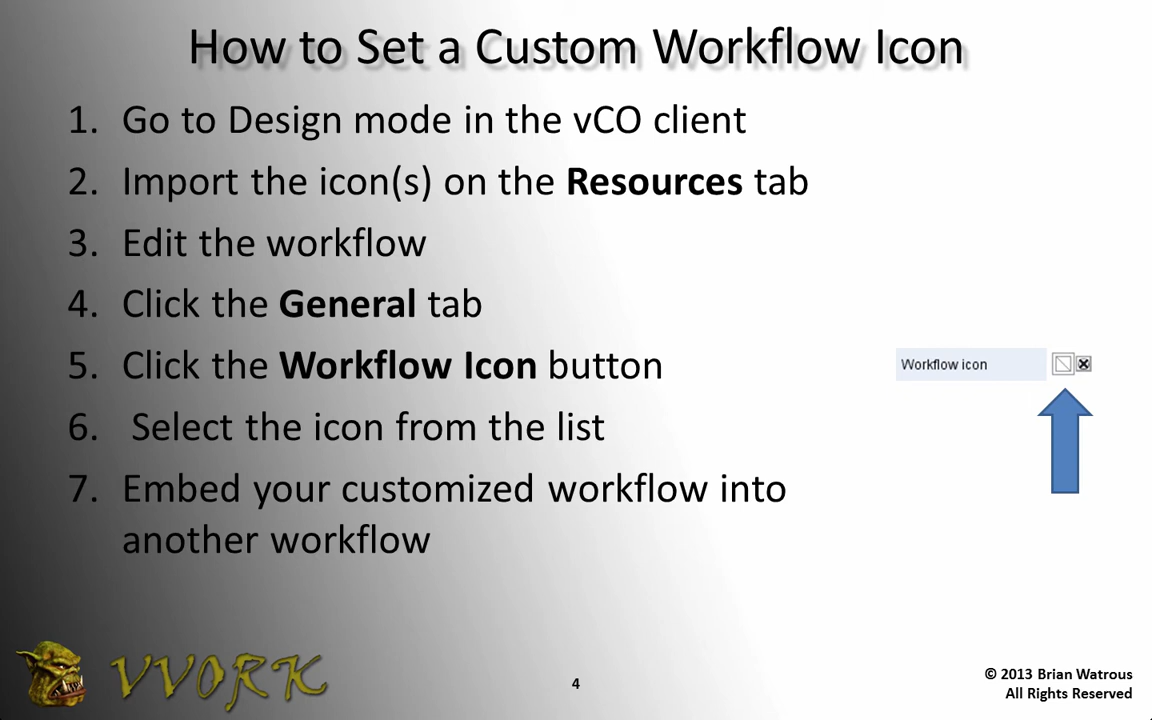 How to Set a Custom Workflow Icon
1. Go to Design mode in the vCO client
2. Import the icon(s) on the Resources tab
3. Edit the workflow
4. Click the General tab
5. Click the Workflow Icon button
Workflow icon
6. Select the icon from the list
7. Embed your customized workflow into
another workflow
VVORK
4
© 2013 Brian Watrous
All Rights Reserved